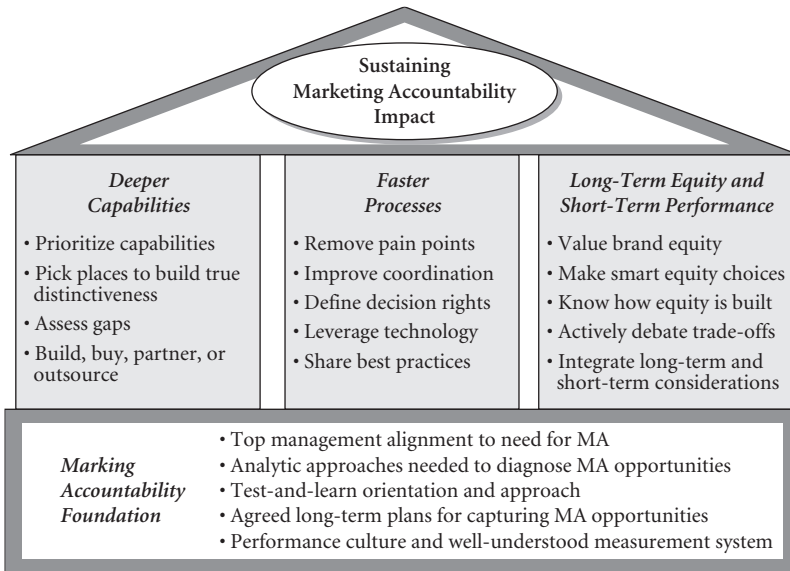 Sustaining
Marketing Accountability
Impact
Deeper
Capabilities
• Prioritize capabilities
• Pick places to build true
distinctiveness
• Assess gaps
• Build, buy, partner, or
outsource
Faster
Processes
• Remove pain points
• Improve coordination
• Define decision rights
• Leverage technology
• Share best practices
Long-Term Equity and
Short-Term Performance
• Value brand equity
• Make smart equity choices
• Know how equity is built
• Actively debate trade-offs
• Integrate long-term and
short-term considerations
Marking
Accountability
Foundation
• Top management alignment to need for MA
• Analytic approaches needed to diagnose MA opportunities
• Test-and-learn orientation and approach
• Agreed long-term plans for capturing MA opportunities
• Performance culture and well-understood measurement system